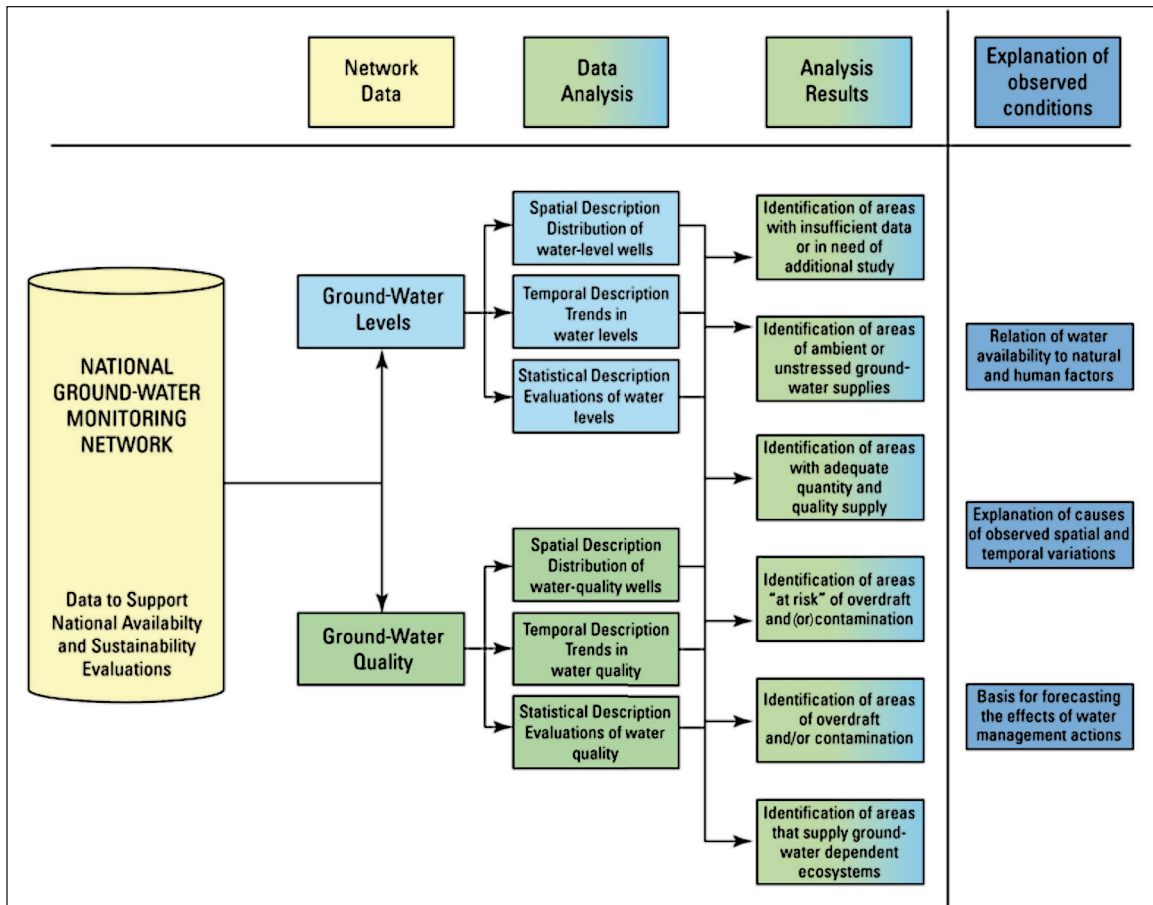 Network
Data
Data
Analysis
Analysis
Results
Explanation of
observed
conditions
NATIONAL
GROUND-WATER
MONITORING
NETWORK
Data to Support
National Availabilty
and Sustainability
Evaluations
Ground-Water
Levels
Ground-Water
Quality
Spatial Description
Distribution of
water-level wells
Temporal Description
Trends in
water levels
Statistical Description
Evaluations of water
levels
Spatial Description
Distribution of
water-quality wells
Temporal Description
Trends in
water quality
Statistical Description
Evaluations of water
quality
Identification of areas
with insufficient data
or in need of
additional study
Identification of areas
of ambient or
unstressed ground-
water supplies
Identification of areas
with adequate
quantity and
quality supply
Identification of areas
"at risk" of overdraft
and (or) contamination
Identification of areas
of overdraft
and/or contamination
Identification of areas
that supply ground-
water dependent
ecosystems
Relation of water
availability to natural
and human factors
Explanation of causes
of observed spatial and
temporal variations
Basis for forecasting
the effects of water
management actions